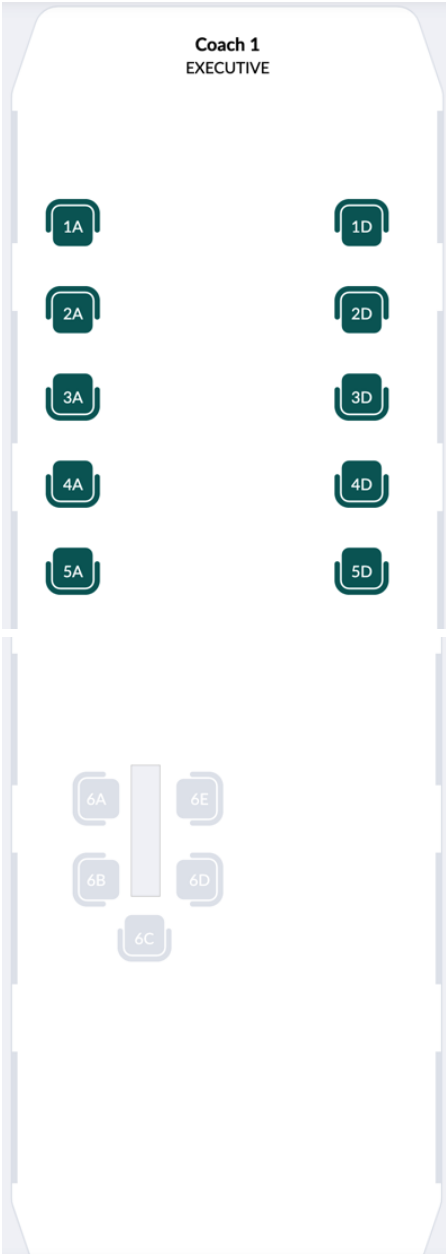 Coach 1
EXECUTIVE
1A 1D
2A 2D
3A 3D
4A 4D
5A 5D
6A 6E
6B 6D
6C